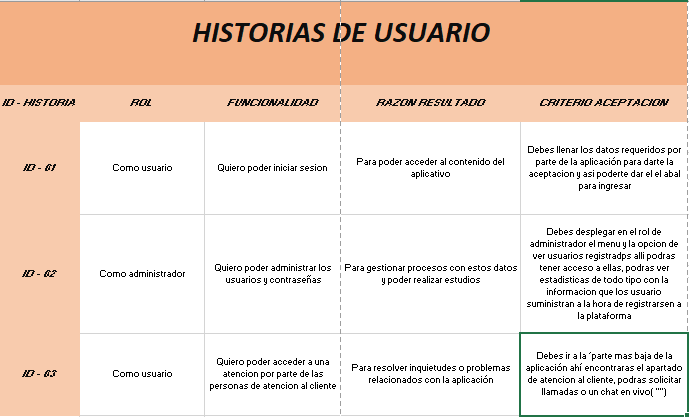 HISTORIAS DE USUARIO
ID - HISTORIA
ROL
FUNCIONALIDAD
RAZON RESULTADO
CRITERIO ACEPTACION
ID - 61
Como usuario
Quiero poder iniciar sesion
Para poder acceder al contenido del
aplicativo
Debes llenar los datos requeridos por
parte de la aplicación para darte la
aceptacion y asi poderte dar el el abal
para ingresar
ID - 62
Como administrador
Quiero poder administrar los
usuarios y contraseñas
Para gestionar procesos con estos datos
y poder realizar estudios
Debes desplegar en el rol de
administrador el menu y la opcion de
ver usuarios registradps alli podras
tener acceso a ellas, podras ver
estadisticas de todo tipo con la
informacion que los usuario
suministran a la hora de registrarsen a
la plataforma
ID - 63
Como usuario
Quiero poder acceder a una
atencion por parte de las
personas de atencion al cliente
Para resolver inquietudes o problemas
relacionados con la aplicación
Debes ir a la ´parte mas baja de la
aplicación ahí encontraras el apartado
de atencion al cliente, podras solicitar
llamadas o un chat en vivo( "")